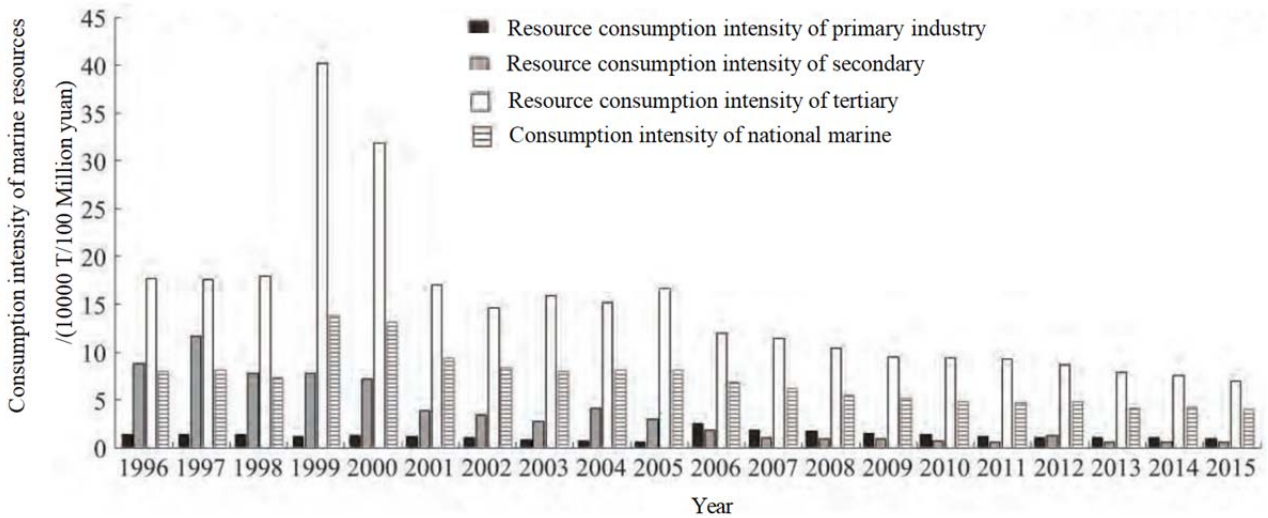 Consumption intensity of marine resources
/(10000 T/100 Million yuan)
45
40
35
30
25
20
15
10
5
0
Resource consumption intensity of primary industry
Resource consumption intensity of secondary
Resource consumption intensity of tertiary
Consumption intensity of national marine
1996 1997 1998 1999 2000 2001 2002 2003 2004 2005 2006 2007 2008 2009 2010 2011 2012 2013 2014 2015
Year